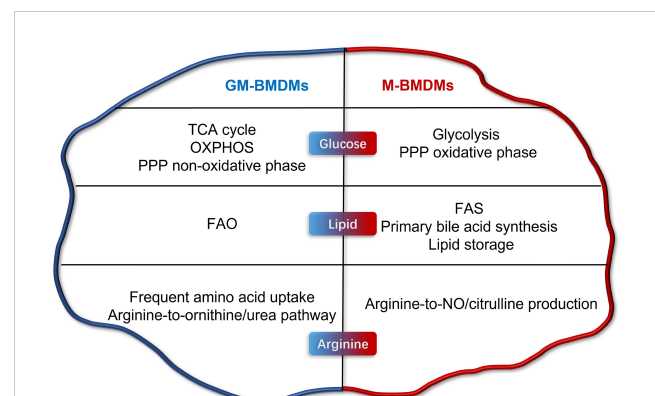 GM-BMDMs
M-BMDMs
TCA cycle
OXPHOS
PPP non-oxidative phase
Glucose
Glycolysis
PPP oxidative phase
FAO
Lipid
FAS
Primary bile acid synthesis
Lipid storage
Frequent amino acid uptake
Arginine-to-ornithine/urea pathway
Arginine-to-NO/citrulline production
Arginine